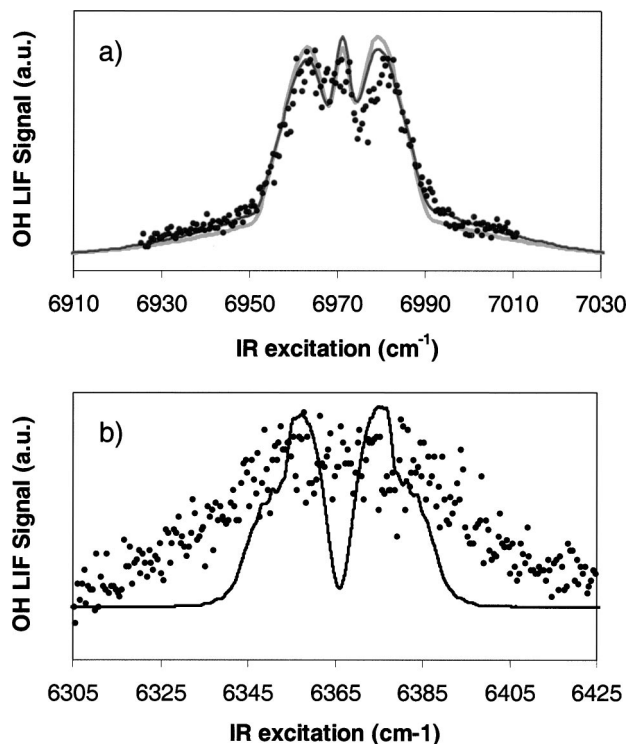 a)
OH LIF Signal (a.u.)
6910 6930 6950 6970 6990 7010 7030
IR excitation (cm-1)
b)
OH LIF Signal (a.u.)
6305 6325 6345 6365 6385 6405 6425
IR excitation (cm-1)